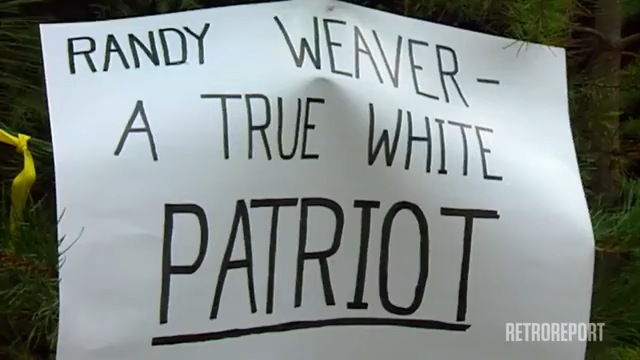 RANDY WEAVER-
A TRUE WHITE
PATRIOT
RETROREPORT